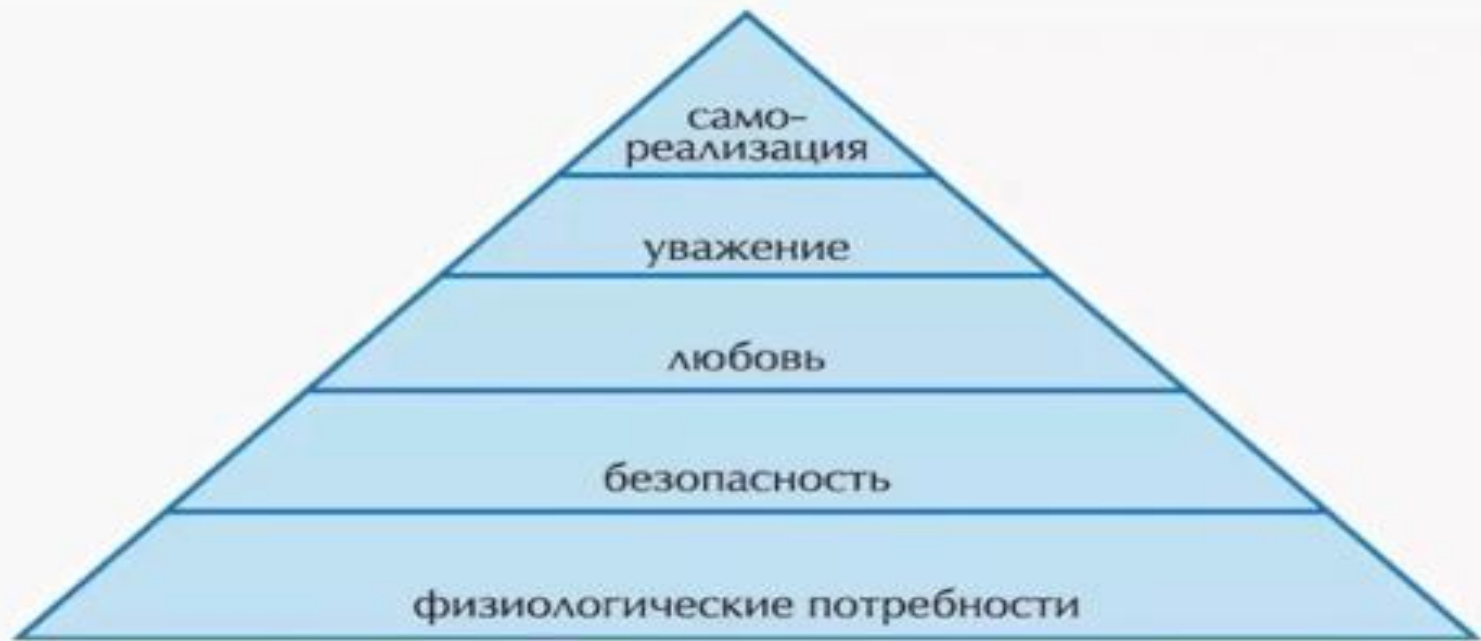 само-
реализация
уважение
любовь
безопасность
физиологические потребности